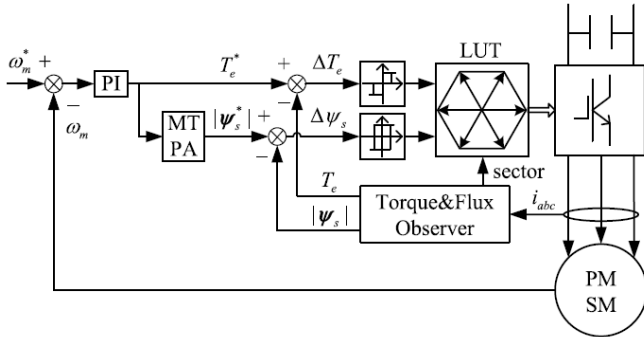 ω*m +
−
ωm
PI
T*e
MT
PA
|ψ*s| +
−
+
−
ΔTe
Δψs
LUT
sector
Te
|ψs|
Torque&Flux
Observer
iabc
PM
SM